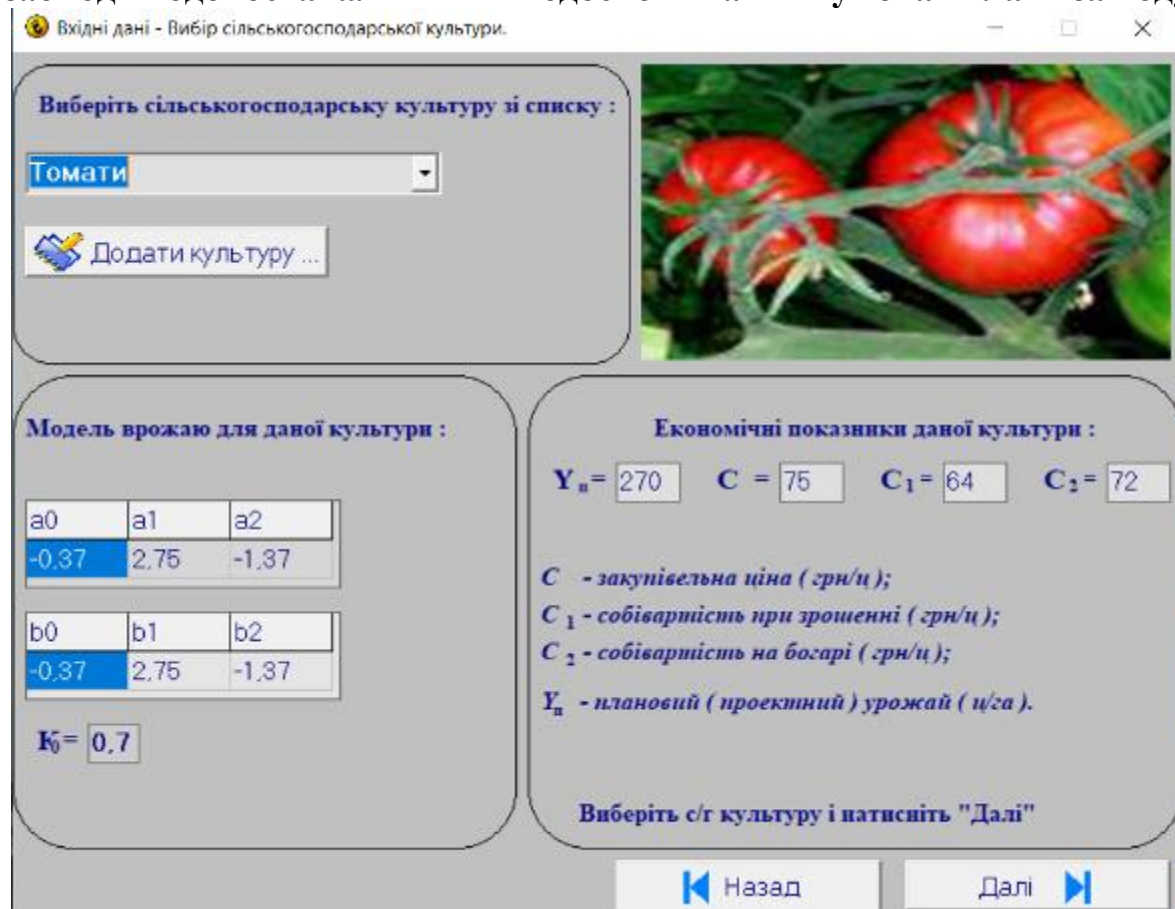 Вхідні дані - Вибір сільськогосподарської культури.
Виберіть сільськогосподарську культуру зі списку :
Томати
Додати культуру ...
Модель врожаю для даної культури :
a0 a1 a2
-0,37 2,75 -1,37
b0 b1 b2
-0,37 2,75 -1,37
K0= 0,7
Економічні показники даної культури :
Yп= 270 C = 75 C1= 64 C2= 72
C - закупівельна ціна ( грн/ц );
C 1 - собівартість при зрошенні ( грн/ц );
C 2 - собівартість на богарі ( грн/ц );
Yп - плановий ( проектний ) урожай ( ц/га ).
Виберіть с/г культуру і натисніть "Далі"
Назад Далі